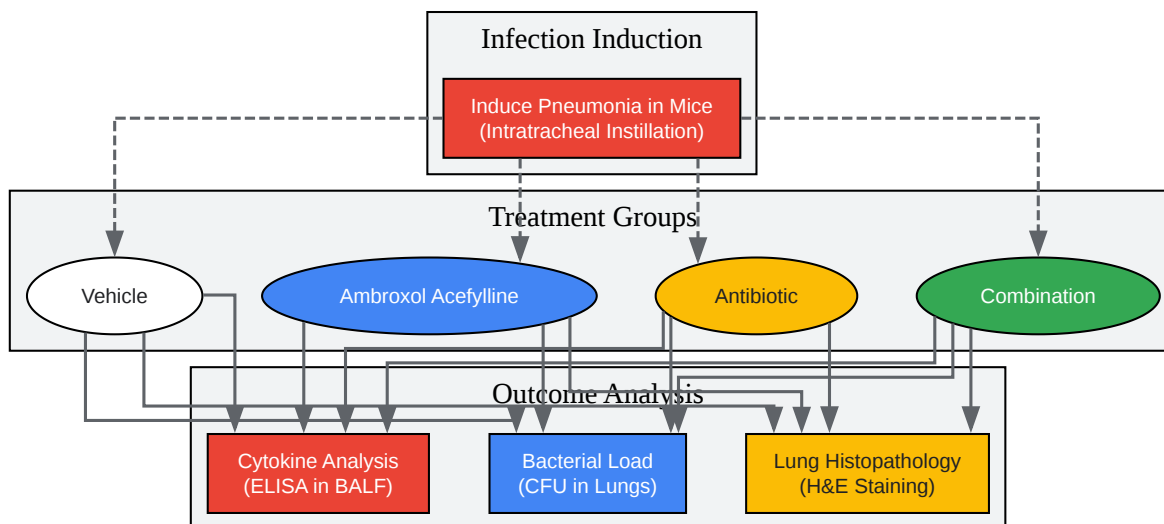 Infection Induction
Induce Pneumonia in Mice
(Intratracheal Instillation)
Treatment Groups
Vehicle
Ambroxol Acefylline
Antibiotic
Combination
Outcome Analysis
Cytokine Analysis
(ELISA in BALF)
Bacterial Load
(CFU in Lungs)
Lung Histopathology
(H&E Staining)